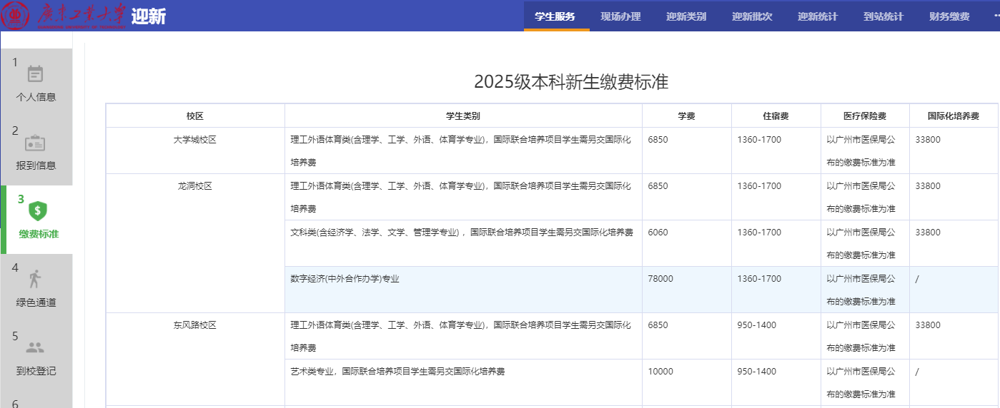 广东工业大学 迎新
学生服务 现场办理 迎新类别 迎新批次 迎新统计 到站统计 财务缴费
1
个人信息
2
报到信息
3
缴费标准
4
绿色通道
5
到校登记
6
2025级本科新生缴费标准
校区 学生类别 学费 住宿费 医疗保险费 国际化培养费
大学城校区 理工外语体育类(含理学、工学、外语、体育学专业)，国际联合培养项目学生需另交国际化 6850 1360-1700 以广州市医保局公 33800
培养费 布的缴费标准为准
龙洞校区 理工外语体育类(含理学、工学、外语、体育学专业)，国际联合培养项目学生需另交国际化 6850 1360-1700 以广州市医保局公 33800
培养费 布的缴费标准为准
文科类(含经济学、法学、文学、管理学专业) ，国际联合培养项目学生需另交国际化培养费 6060 1360-1700 以广州市医保局公 33800
布的缴费标准为准
数字经济(中外合作办学)专业 78000 1360-1700 以广州市医保局公 /
布的缴费标准为准
东风路校区 理工外语体育类(含理学、工学、外语、体育学专业)，国际联合培养项目学生需另交国际化 6850 950-1400 以广州市医保局公 33800
培养费 布的缴费标准为准
艺术类专业，国际联合培养项目学生需另交国际化培养费 10000 950-1400 以广州市医保局公 /
布的缴费标准为准